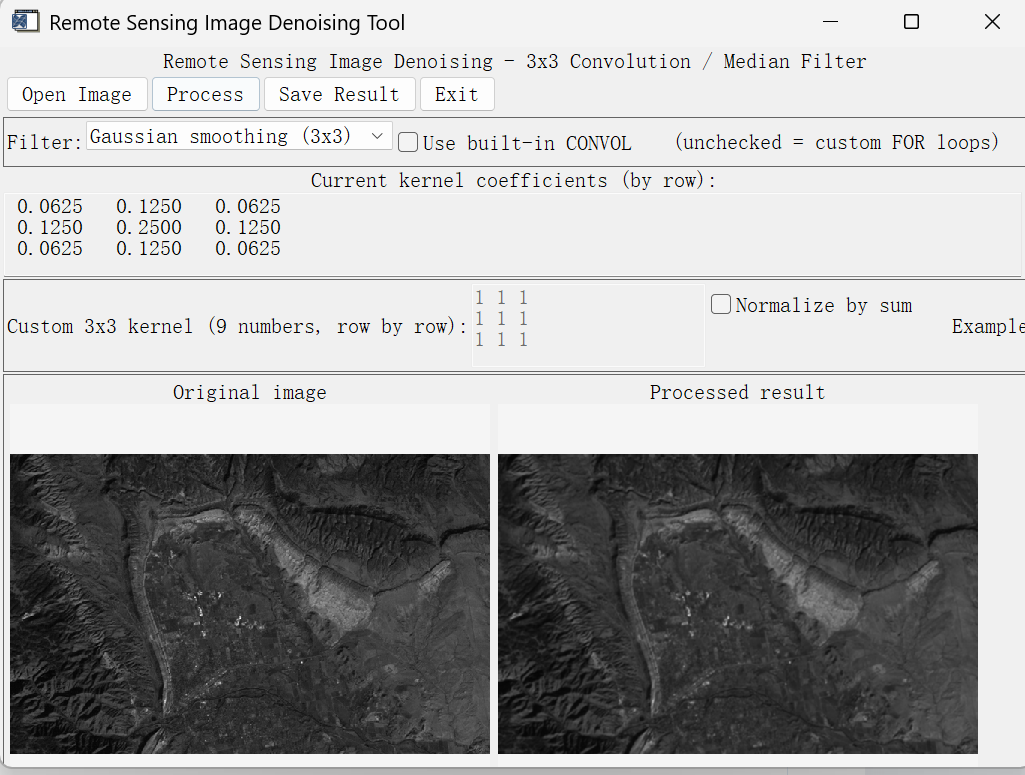 Remote Sensing Image Denoising Tool
Remote Sensing Image Denoising - 3x3 Convolution / Median Filter
Open Image Process Save Result Exit
Filter: Gaussian smoothing (3x3) Use built-in CONVOL (unchecked = custom FOR loops)
Current kernel coefficients (by row):
0.0625 0.1250 0.0625
0.1250 0.2500 0.1250
0.0625 0.1250 0.0625
Custom 3x3 kernel (9 numbers, row by row):
1 1 1
1 1 1
1 1 1
Normalize by sum
Example
Original image Processed result